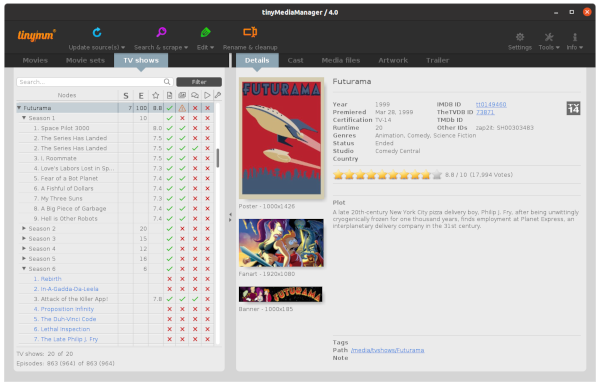 tinyMediaManager / 4.0
tinymm
Update source(s)
Search & scrape
Edit
Rename & cleanup
Settings
Tools
Info
Movies
Movie sets
TV shows
Details
Cast
Media files
Artwork
Trailer
Search...
Filter
Nodes S E
Futurama 7 100 8.8
Season 1 10
1. Space Pilot 3000 8.0
2. The Series Has Landed 7.5
2. The Series Has Landed 7.5
3. I, Roommate 7.5
4. Love's Labors Lost in Sp... 7.3
5. Fear of a Bot Planet 7.2
6. A Fishful of Dollars 7.7
7. My Three Suns 7.3
8. A Big Piece of Garbage 7.4
9. Hell Is Other Robots 7.4
Season 2 20
Season 3 15
Season 4 12
Season 5 16
Season 6 6
1. Rebirth
2. In-A-Gadda-Da-Leela
3. Attack of the Killer App! 7.8
4. Proposition Infinity
5. The Duh-Vinci Code
6. Lethal Inspection
7. The Late Philip J. Fry
TV shows: 20 of 20
Episodes: 863 (964) of 863 (964)
FUTURAMA
Poster - 1000x1426
Fanart - 1920x1080
FUTURAMA
Banner - 1000x185
Futurama
Year 1999
Premiered Mar 28, 1999
Certification TV-14
Runtime 20
Genres Animation, Comedy, Science Fiction
Status Ended
Studio Comedy Central
Country
IMDB ID tt0149460
TheTVDB ID 73871
TMDB ID
Other IDs zap2it: SH00303483
14
8.8 / 10 (17,994 Votes)
Plot
A late 20th-century New York City pizza delivery boy, Philip J. Fry, after being unwittingly
cryogenically frozen for one thousand years, finds employment at Planet Express, an
interplanetary delivery company in the 31st century.
Tags
Path /media/tvshows/Futurama
Note